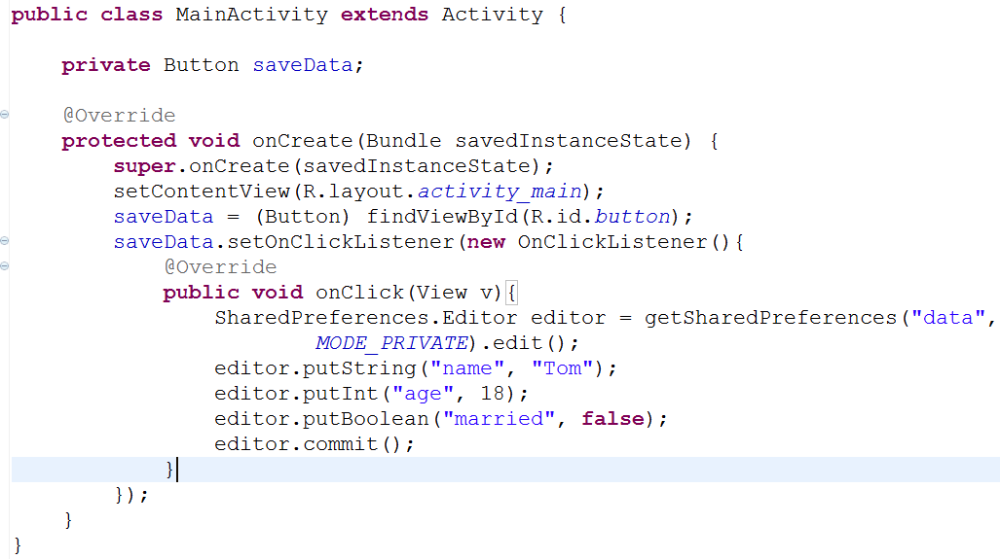 public class MainActivity extends Activity {
private Button saveData;
@Override
protected void onCreate(Bundle savedInstanceState) {
super.onCreate(savedInstanceState);
setContentView(R.layout.activity_main);
saveData = (Button) findViewById(R.id.button);
saveData.setOnClickListener(new OnClickListener(){
@Override
public void onClick(View v){
SharedPreferences.Editor editor = getSharedPreferences("data",
MODE_PRIVATE).edit();
editor.putString("name", "Tom");
editor.putInt("age", 18);
editor.putBoolean("married", false);
editor.commit();
}
});
}
}